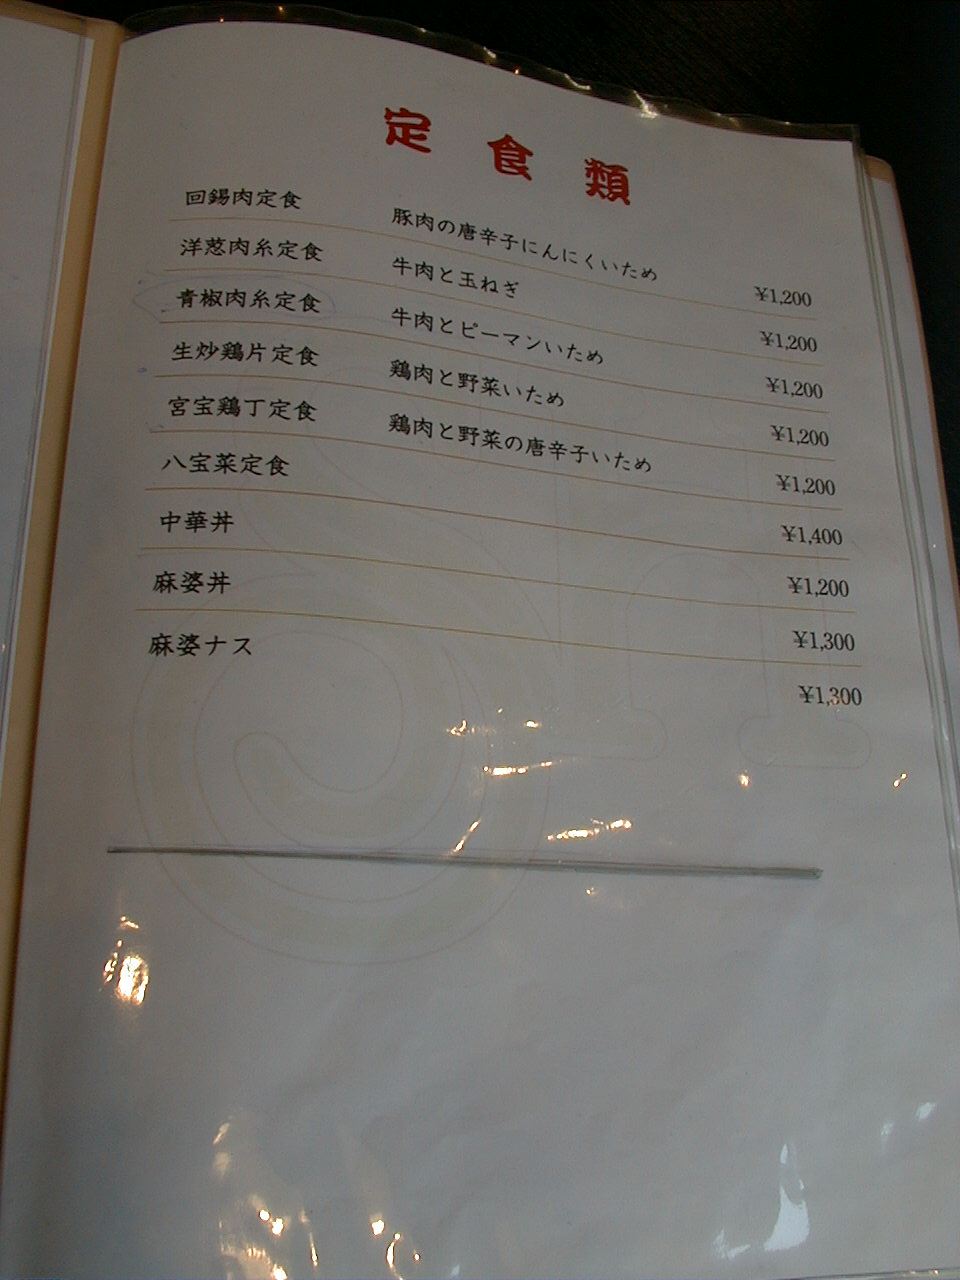 定食類
回錫肉定食 豚肉の唐辛子にんにくいため ¥1,200
洋葱肉糸定食 牛肉と玉ねぎ ¥1,200
青椒肉糸定食 牛肉とピーマンいため ¥1,200
生炒鶏片定食 鶏肉と野菜いため ¥1,200
宮宝鶏丁定食 鶏肉と野菜の唐辛子いため ¥1,200
八宝菜定食 ¥1,400
中華丼 ¥1,200
麻婆丼 ¥1,300
麻婆ナス ¥1,300